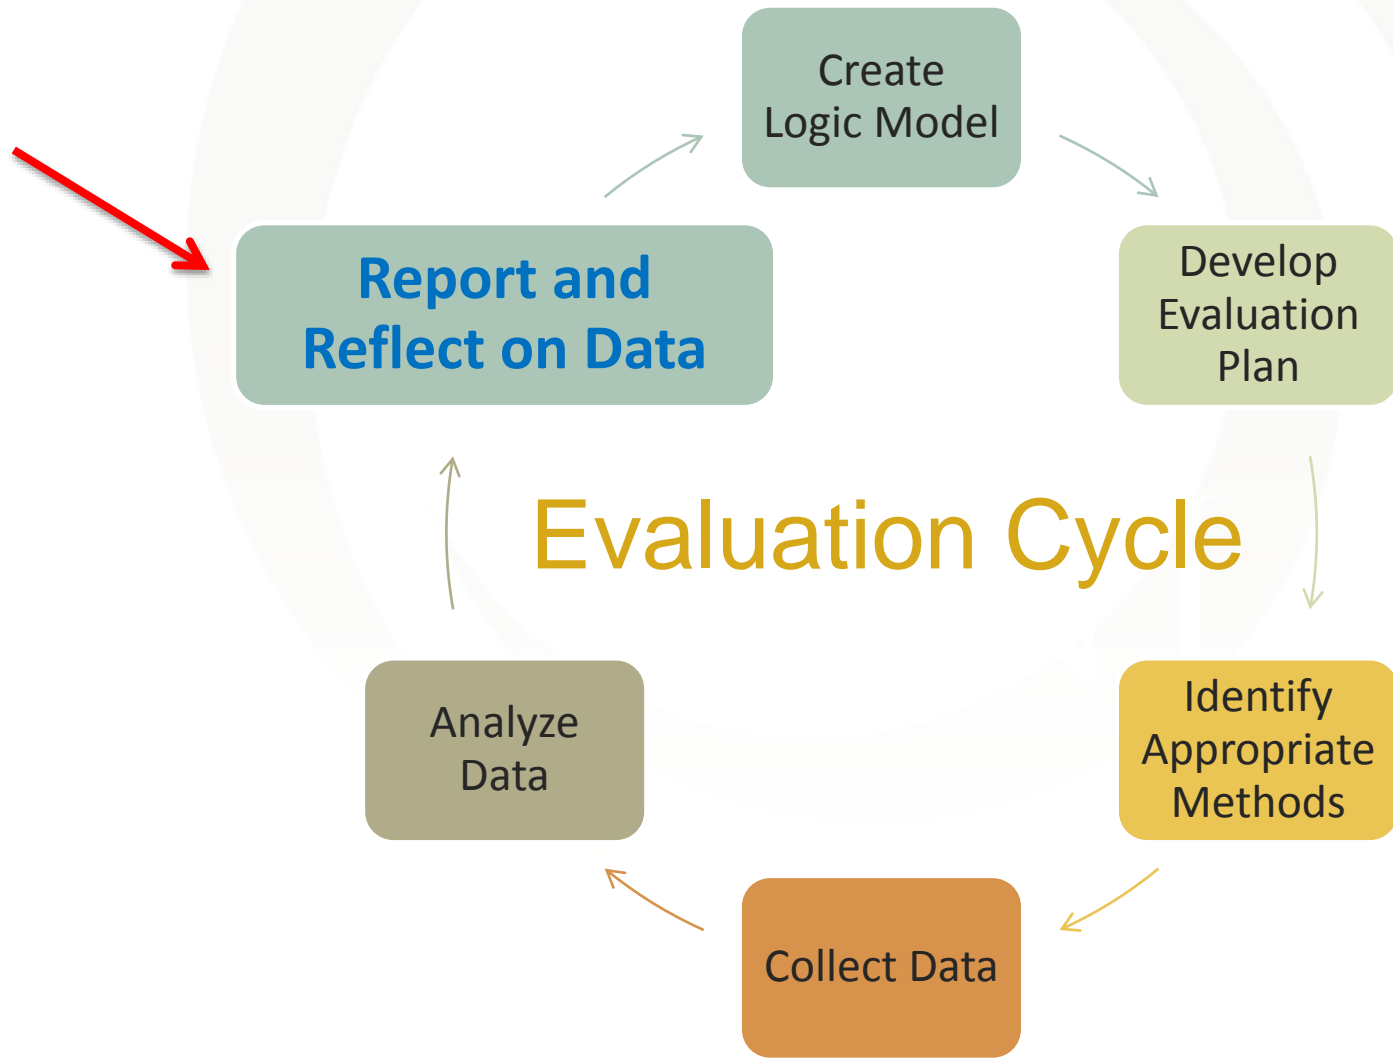 Create
Logic Model
Report and
Reflect on Data
Develop
Evaluation
Plan
Evaluation Cycle
Analyze
Data
Identify
Appropriate
Methods
Collect Data